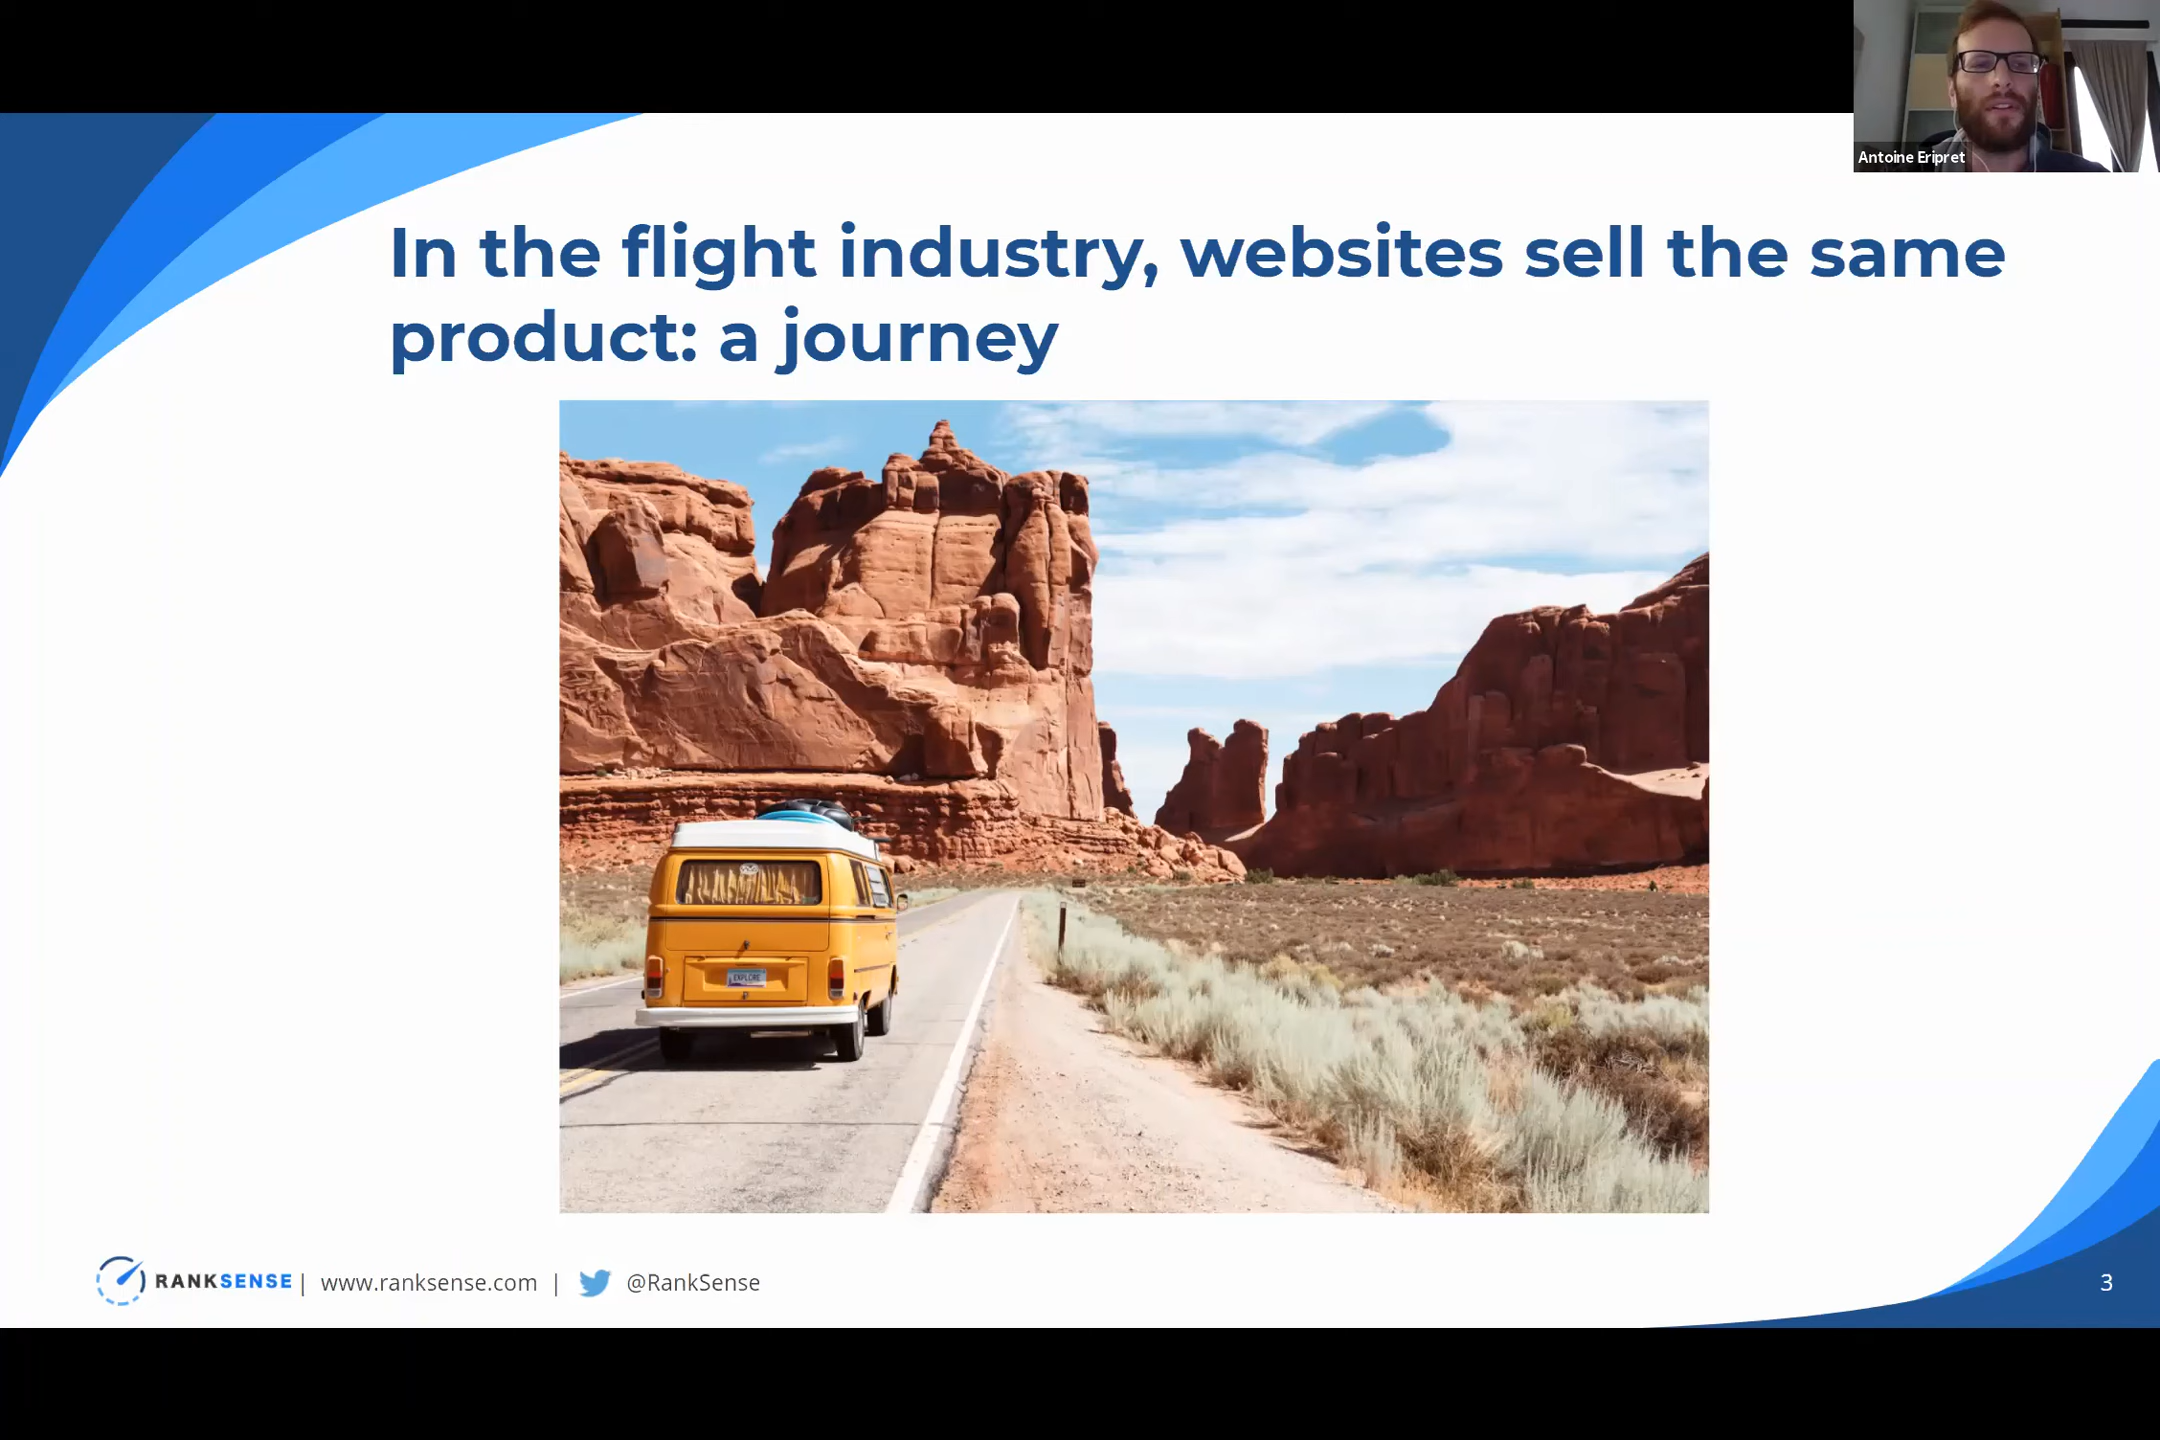 Antoine Eripret
In the flight industry, websites sell the same
product: a journey
EXPLORE
RANKSENSE | www.ranksense.com | @RankSense
3